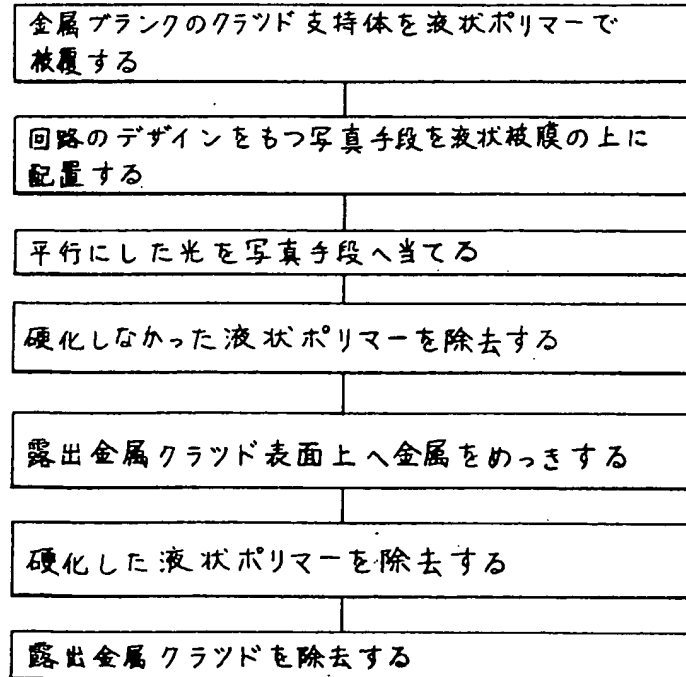 金属ブランクのクラツド支持体を液状ポリマーで
被覆する
回路のデザインをもつ写真手段を液状被膜の上に
配置する
平行にした光を写真手段へ当てる
硬化しなかった液状ポリマーを除去する
露出金属クラツド表面上へ金属をめっきする
硬化した液状ポリマーを除去する
露出金属クラツドを除去する